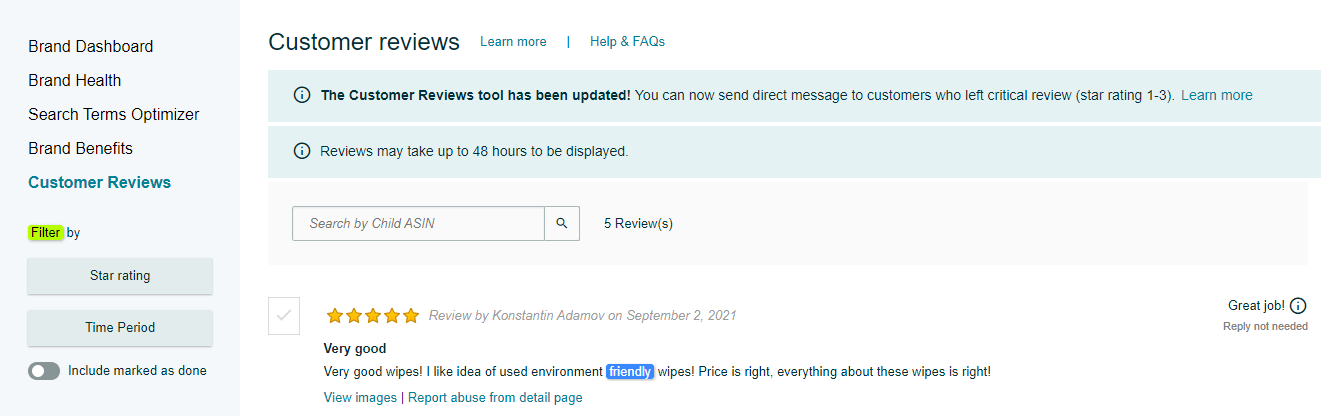 Brand Dashboard
Brand Health
Search Terms Optimizer
Brand Benefits
Customer Reviews
Filter by
Star rating
Time Period
Include marked as done
Customer reviews Learn more | Help & FAQs
The Customer Reviews tool has been updated! You can now send direct message to customers who left critical review (star rating 1-3). Learn more
Reviews may take up to 48 hours to be displayed.
Search by Child ASIN 5 Review(s)
Review by Konstantin Adamov on September 2, 2021
Great job!
Reply not needed
Very good
Very good wipes! I like idea of used environment friendly wipes! Price is right, everything about these wipes is right!
View images | Report abuse from detail page